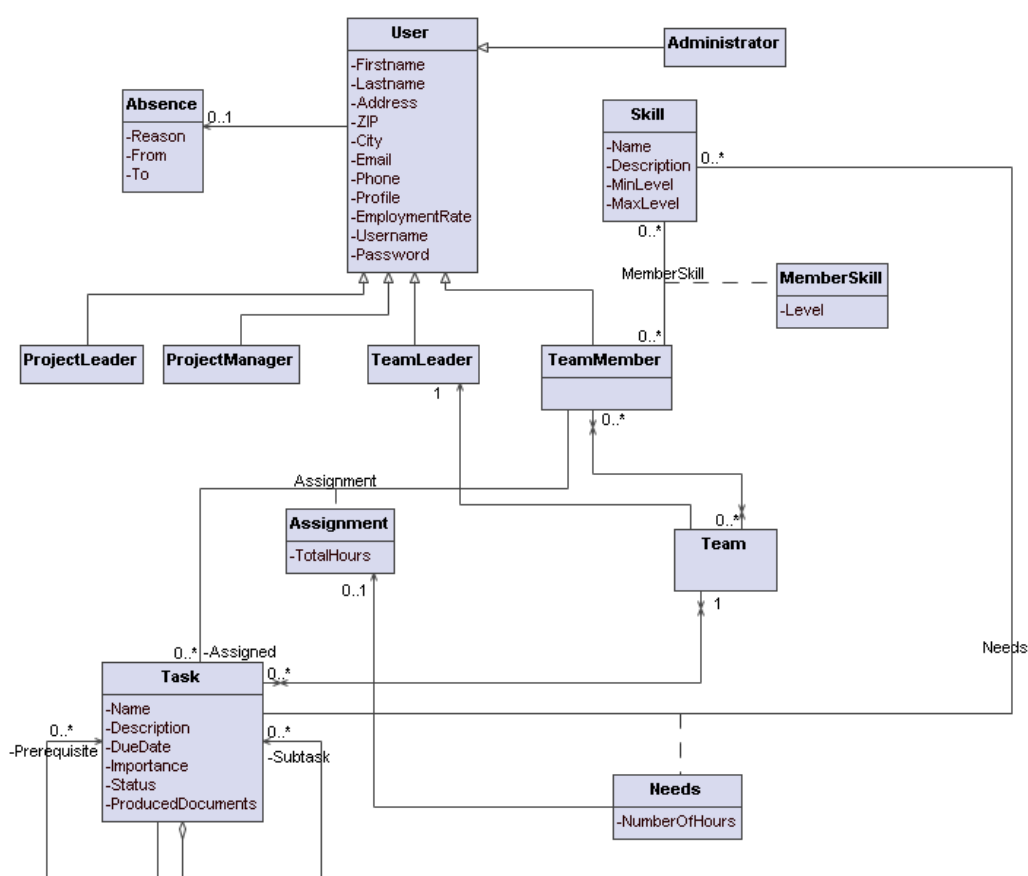 User
-Firstname
-Lastname
-Address
-ZIP
-City
-Email
-Phone
-Profile
-EmploymentRate
-Username
-Password
Administrator
Absence
-Reason
-From
-To
0..1
Skill
-Name
-Description
-MinLevel
-MaxLevel
0..*
0..*
MemberSkill
MemberSkill
-Level
0..*
ProjectLeader
ProjectManager
TeamLeader
TeamMember
1
0..*
Assignment
Assignment
-TotalHours
0..1
0..*
Team
1
Needs
0..* -Assigned
Task
-Name
-Description
-DueDate
-Importance
-Status
-ProducedDocuments
0..*
0..*
-Prerequisite
0..*
-Subtask
Needs
-NumberOfHours